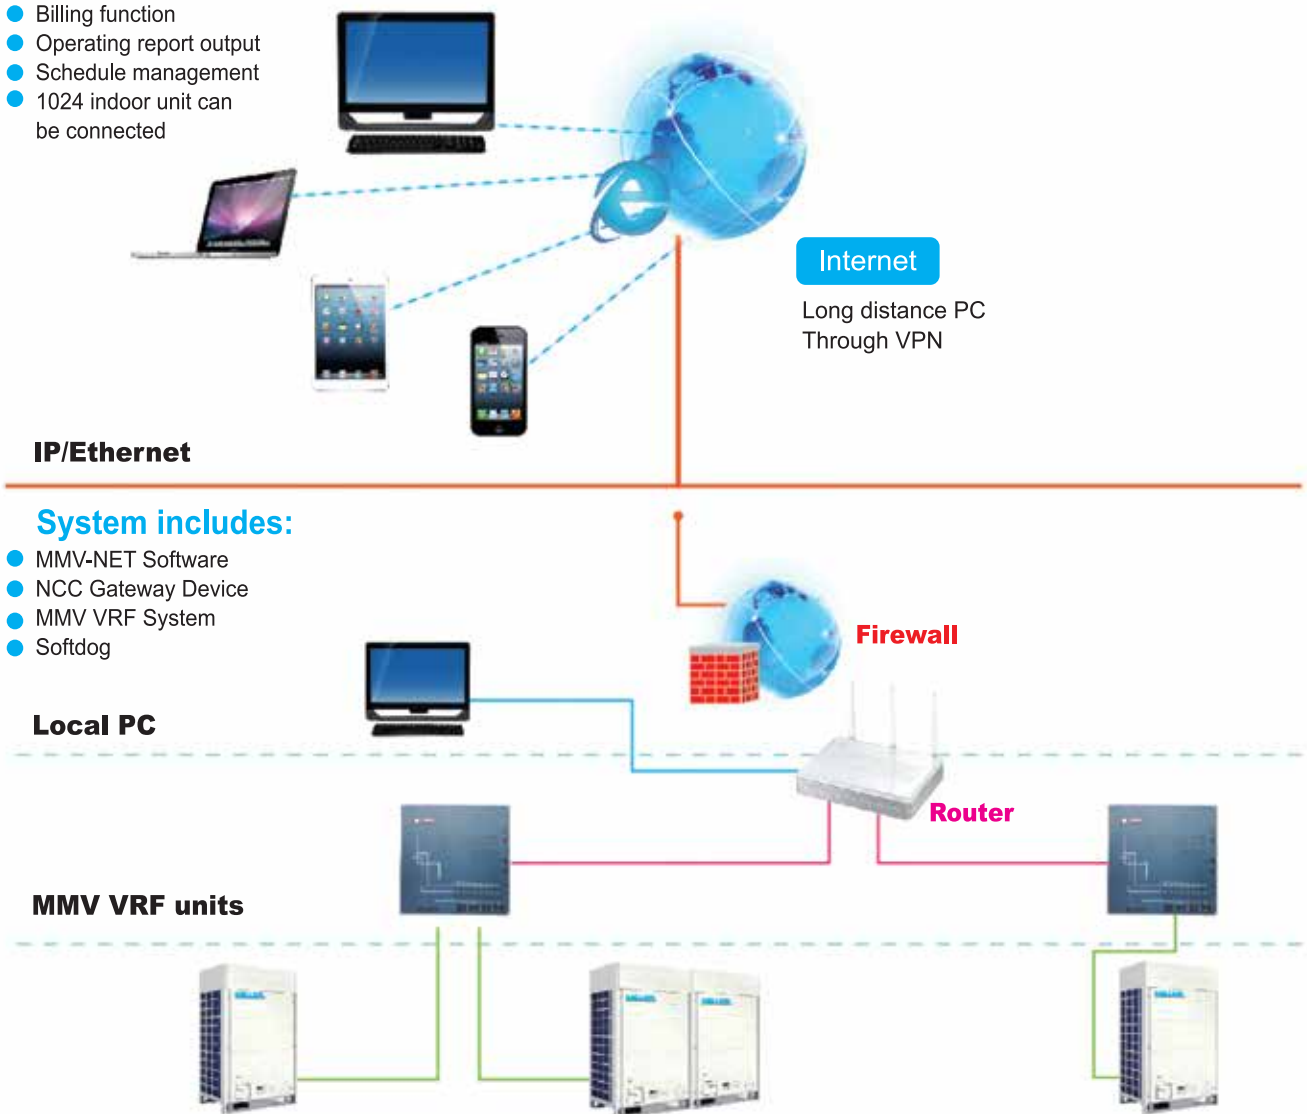 Billing function
Operating report output
Schedule management
1024 indoor unit can
be connected
Internet
Long distance PC
Through VPN
IP/Ethernet
System includes:
MMV-NET Software
NCC Gateway Device
MMV VRF System
Softdog
Firewall
Local PC
Router
MMV VRF units